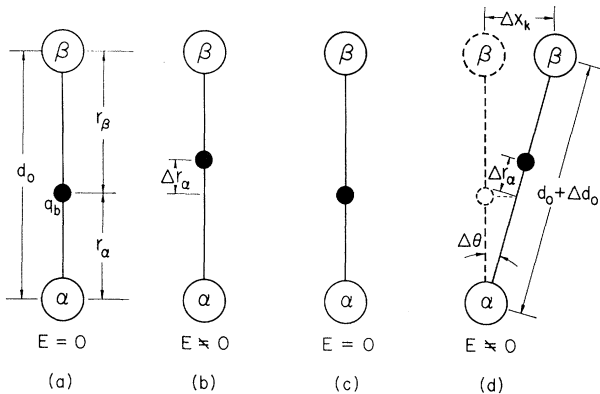 Δx_k
β
β
β
β
β
r_β
d_o
Δr_α
q_b
r_α
Δr_α
d_o + Δd_o
Δθ
α
α
α
α
E = 0
E ≠ 0
E = 0
E ≠ 0
(a)
(b)
(c)
(d)